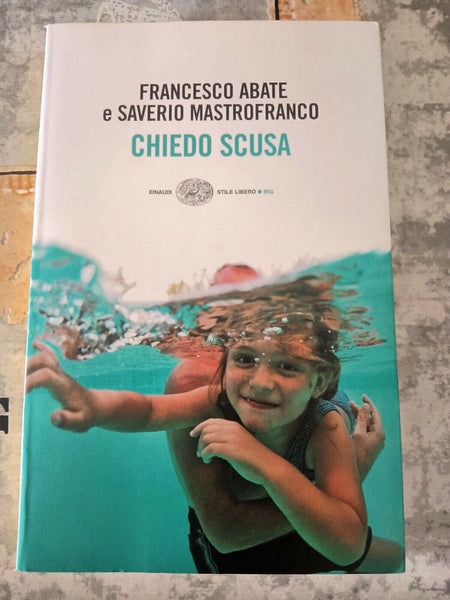 FRANCESCO ABATE
e SAVERIO MASTROFRANCO
CHIEDO SCUSA
EINAUDI STILE LIBERO BIG